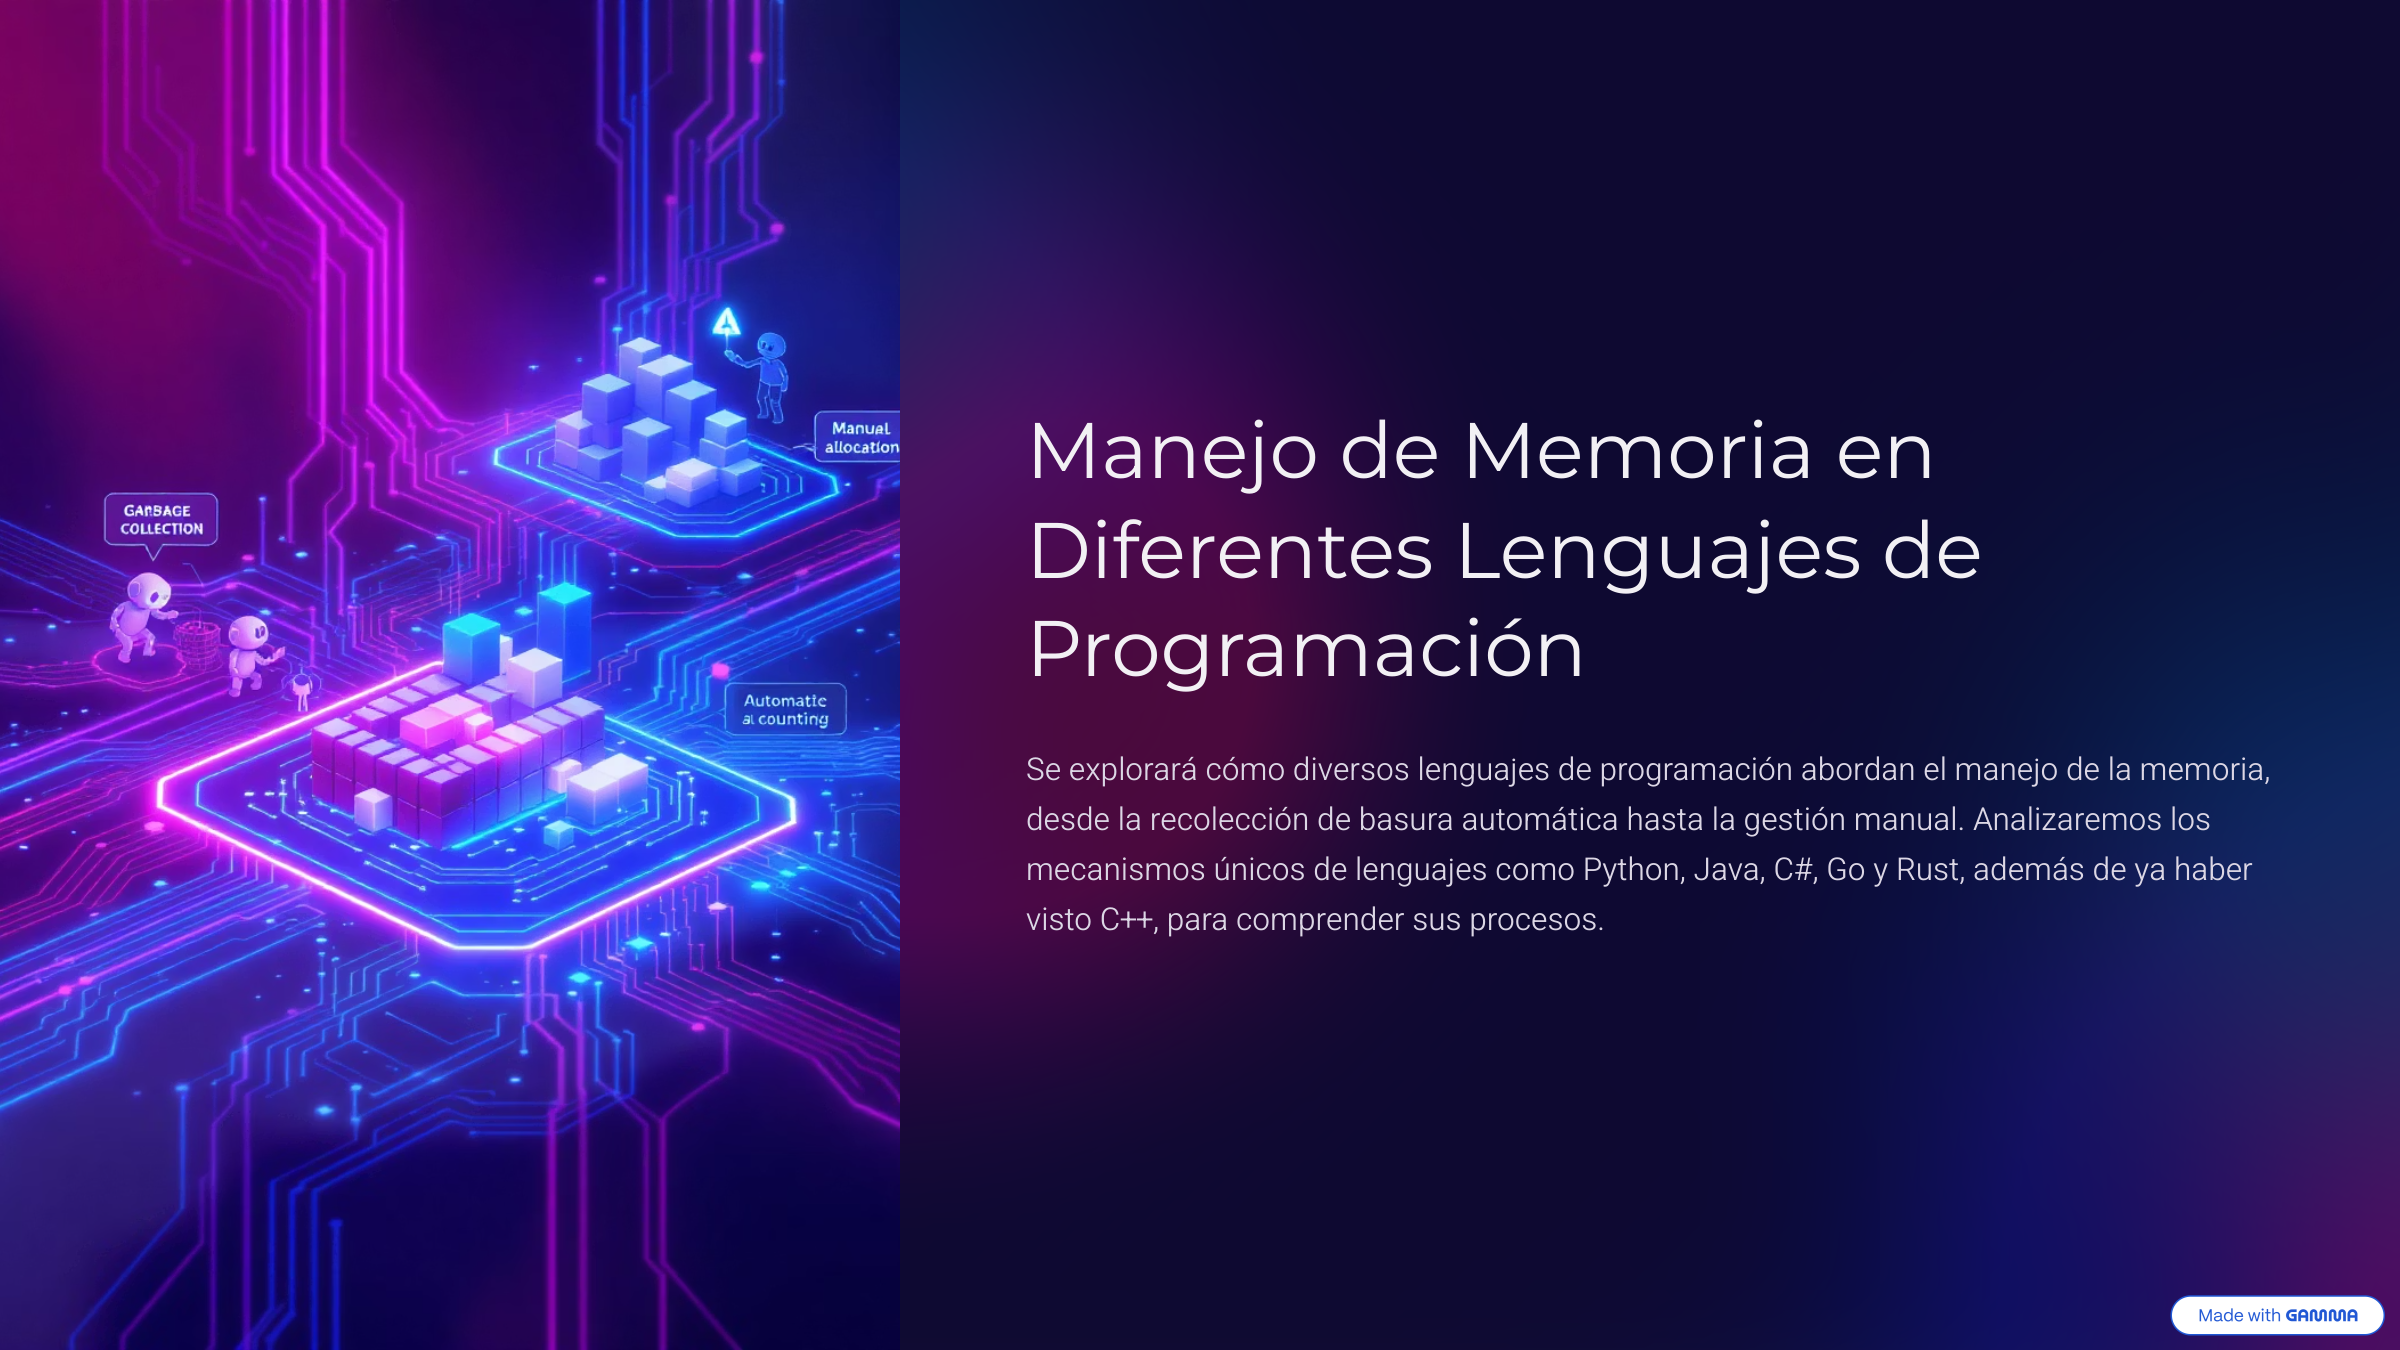 Manual
allocation
GARBAGE
COLLECTION
Automatic
al counting
Manejo de Memoria en
Diferentes Lenguajes de
Programación
Se explorará cómo diversos lenguajes de programación abordan el manejo de la memoria,
desde la recolección de basura automática hasta la gestión manual. Analizaremos los
mecanismos únicos de lenguajes como Python, Java, C#, Go y Rust, además de ya haber
visto C++, para comprender sus procesos.
Made with GAMMA